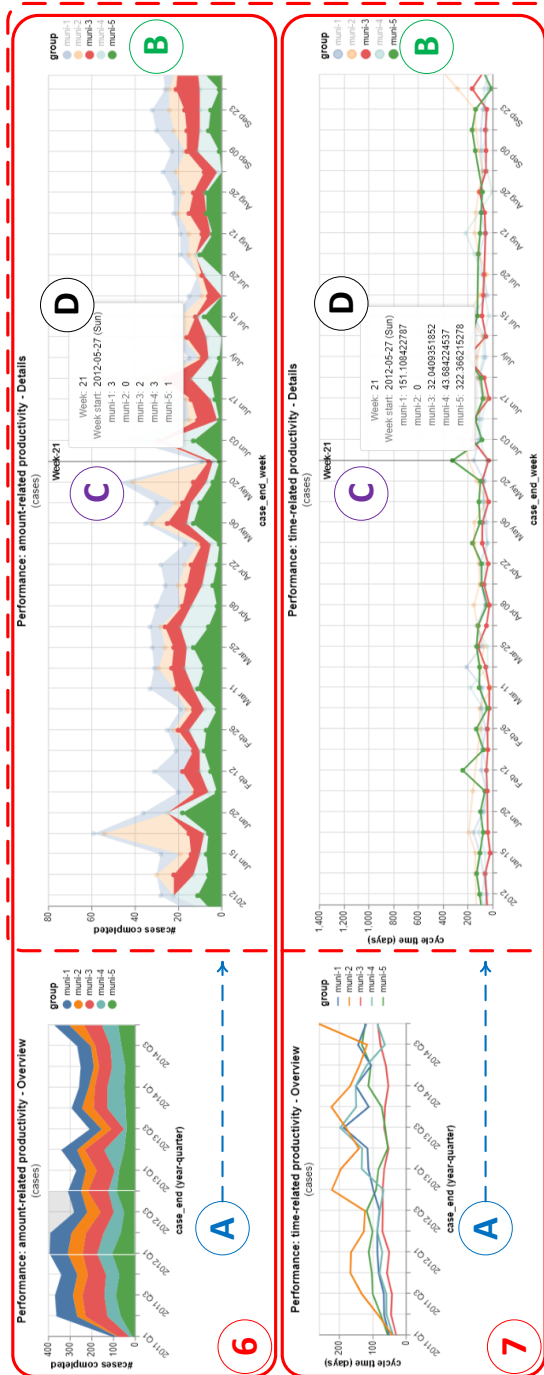 Performance: amount-related productivity - Overview
(cases)
#cases completed
400
300
200
100
0
2011 Q1
2011 Q3
2012 Q1
2012 Q3
2013 Q1
2013 Q3
2014 Q1
2014 Q3
case_end (year-quarter)
group
muni-1
muni-2
muni-3
muni-4
muni-5
6
A
Performance: amount-related productivity - Details
(cases)
#cases completed
80
60
40
20
0
2012
Jan 15
Jan 29
Feb 12
Feb 26
Mar 11
Mar 25
Apr 08
Apr 22
May 06
May 20
Jun 03
Jun 17
July
Jul 15
Jul 29
Aug 12
Aug 26
Sep 09
Sep 23
case_end_week
Week-21
Week: 21
Week start: 2012-05-27 (Sun)
muni-1: 3
muni-2: 0
muni-3: 2
muni-4: 3
muni-5: 1
C
D
group
muni-1
muni-2
muni-3
muni-4
muni-5
B
Performance: time-related productivity - Overview
(cases)
cycle time (days)
200
100
0
2011 Q1
2011 Q3
2012 Q1
2012 Q3
2013 Q1
2013 Q3
2014 Q1
2014 Q3
case_end (year-quarter)
group
muni-1
muni-2
muni-3
muni-4
muni-5
7
A
Performance: time-related productivity - Details
(cases)
cycle time (days)
1,400
1,200
1,000
800
600
400
200
0
2012
Jan 15
Jan 29
Feb 12
Feb 26
Mar 11
Mar 25
Apr 08
Apr 22
May 06
May 20
Jun 03
Jun 17
July
Jul 15
Jul 29
Aug 12
Aug 26
Sep 09
Sep 23
case_end_week
Week-21
Week: 21
Week start: 2012-05-27 (Sun)
muni-1: 151.108422787
muni-2: 0
muni-3: 32.0409351852
muni-4: 43.684224537
muni-5: 322.366215278
C
D
group
muni-1
muni-2
muni-3
muni-4
muni-5
B